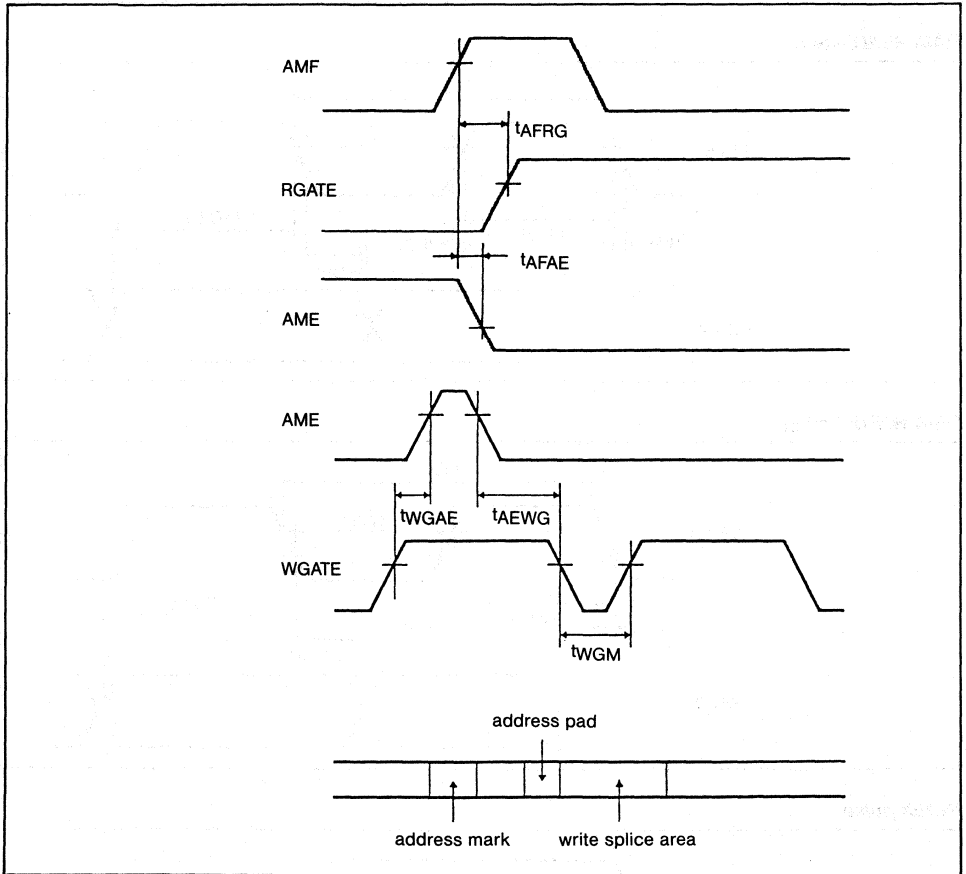 AMF
tAFRG
RGATE
tAFAE
AME
AME
tWGAE tAEWG
WGATE
tWGM
address pad
address mark write splice area